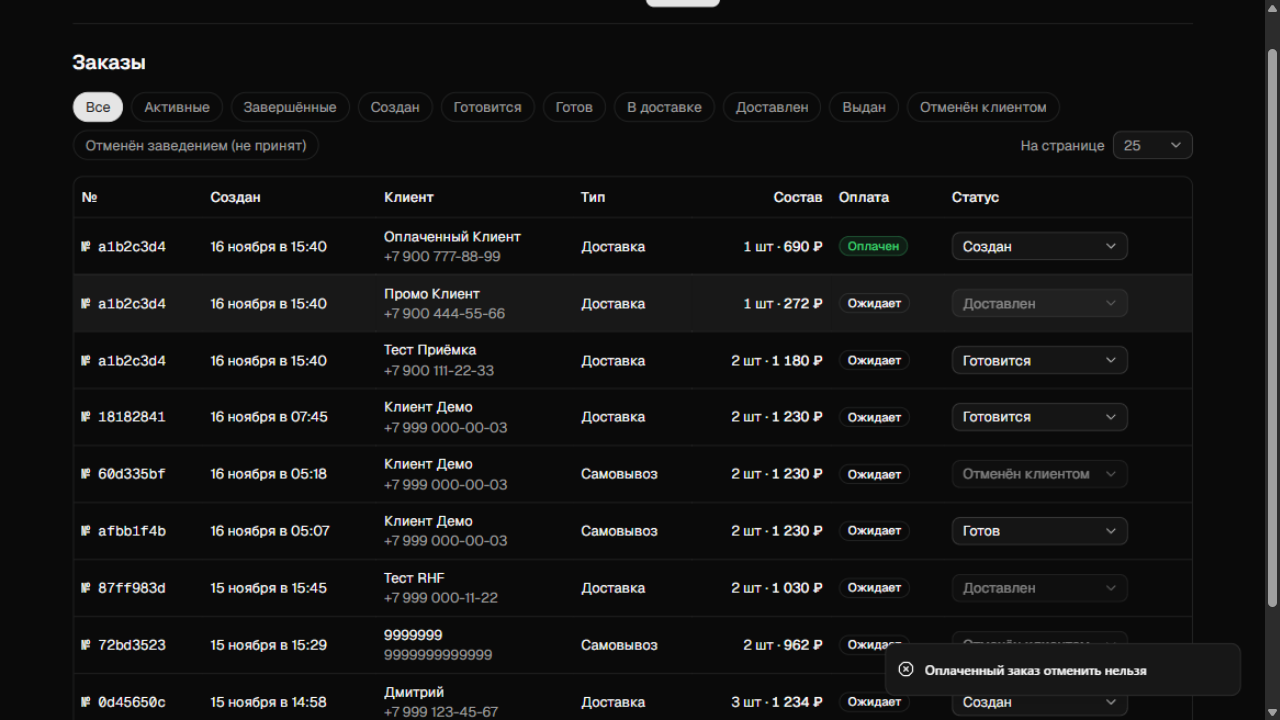 Заказы
Все Активные Завершённые Создан Готовится Готов В доставке Доставлен Выдан Отменён клиентом
Отменён заведением (не принят) На странице 25
№ Создан Клиент Тип Состав Оплата Статус
№ a1b2c3d4 16 ноября в 15:40 Оплаченный Клиент Доставка 1 шт · 690 ₽ Оплачен Создан
+7 900 777-88-99
№ a1b2c3d4 16 ноября в 15:40 Промо Клиент Доставка 1 шт · 272 ₽ Ожидает Доставлен
+7 900 444-55-66
№ a1b2c3d4 16 ноября в 15:40 Тест Приёмка Доставка 2 шт · 1 180 ₽ Ожидает Готовится
+7 900 111-22-33
№ 18182841 16 ноября в 07:45 Клиент Демо Доставка 2 шт · 1 230 ₽ Ожидает Готовится
+7 999 000-00-03
№ 60d335bf 16 ноября в 05:18 Клиент Демо Самовывоз 2 шт · 1 230 ₽ Ожидает Отменён клиентом
+7 999 000-00-03
№ afbb1f4b 16 ноября в 05:07 Клиент Демо Самовывоз 2 шт · 1 230 ₽ Ожидает Готов
+7 999 000-00-03
№ 87ff983d 15 ноября в 15:45 Тест RHF Доставка 2 шт · 1 030 ₽ Ожидает Доставлен
+7 999 000-11-22
№ 72bd3523 15 ноября в 15:29 9999999 Самовывоз 2 шт · 962 ₽
9999999999999
Оплаченный заказ отменить нельзя
№ 0d45650c 15 ноября в 14:58 Дмитрий Доставка 3 шт · 1 234 ₽ Ожидает Создан
+7 999 123-45-67